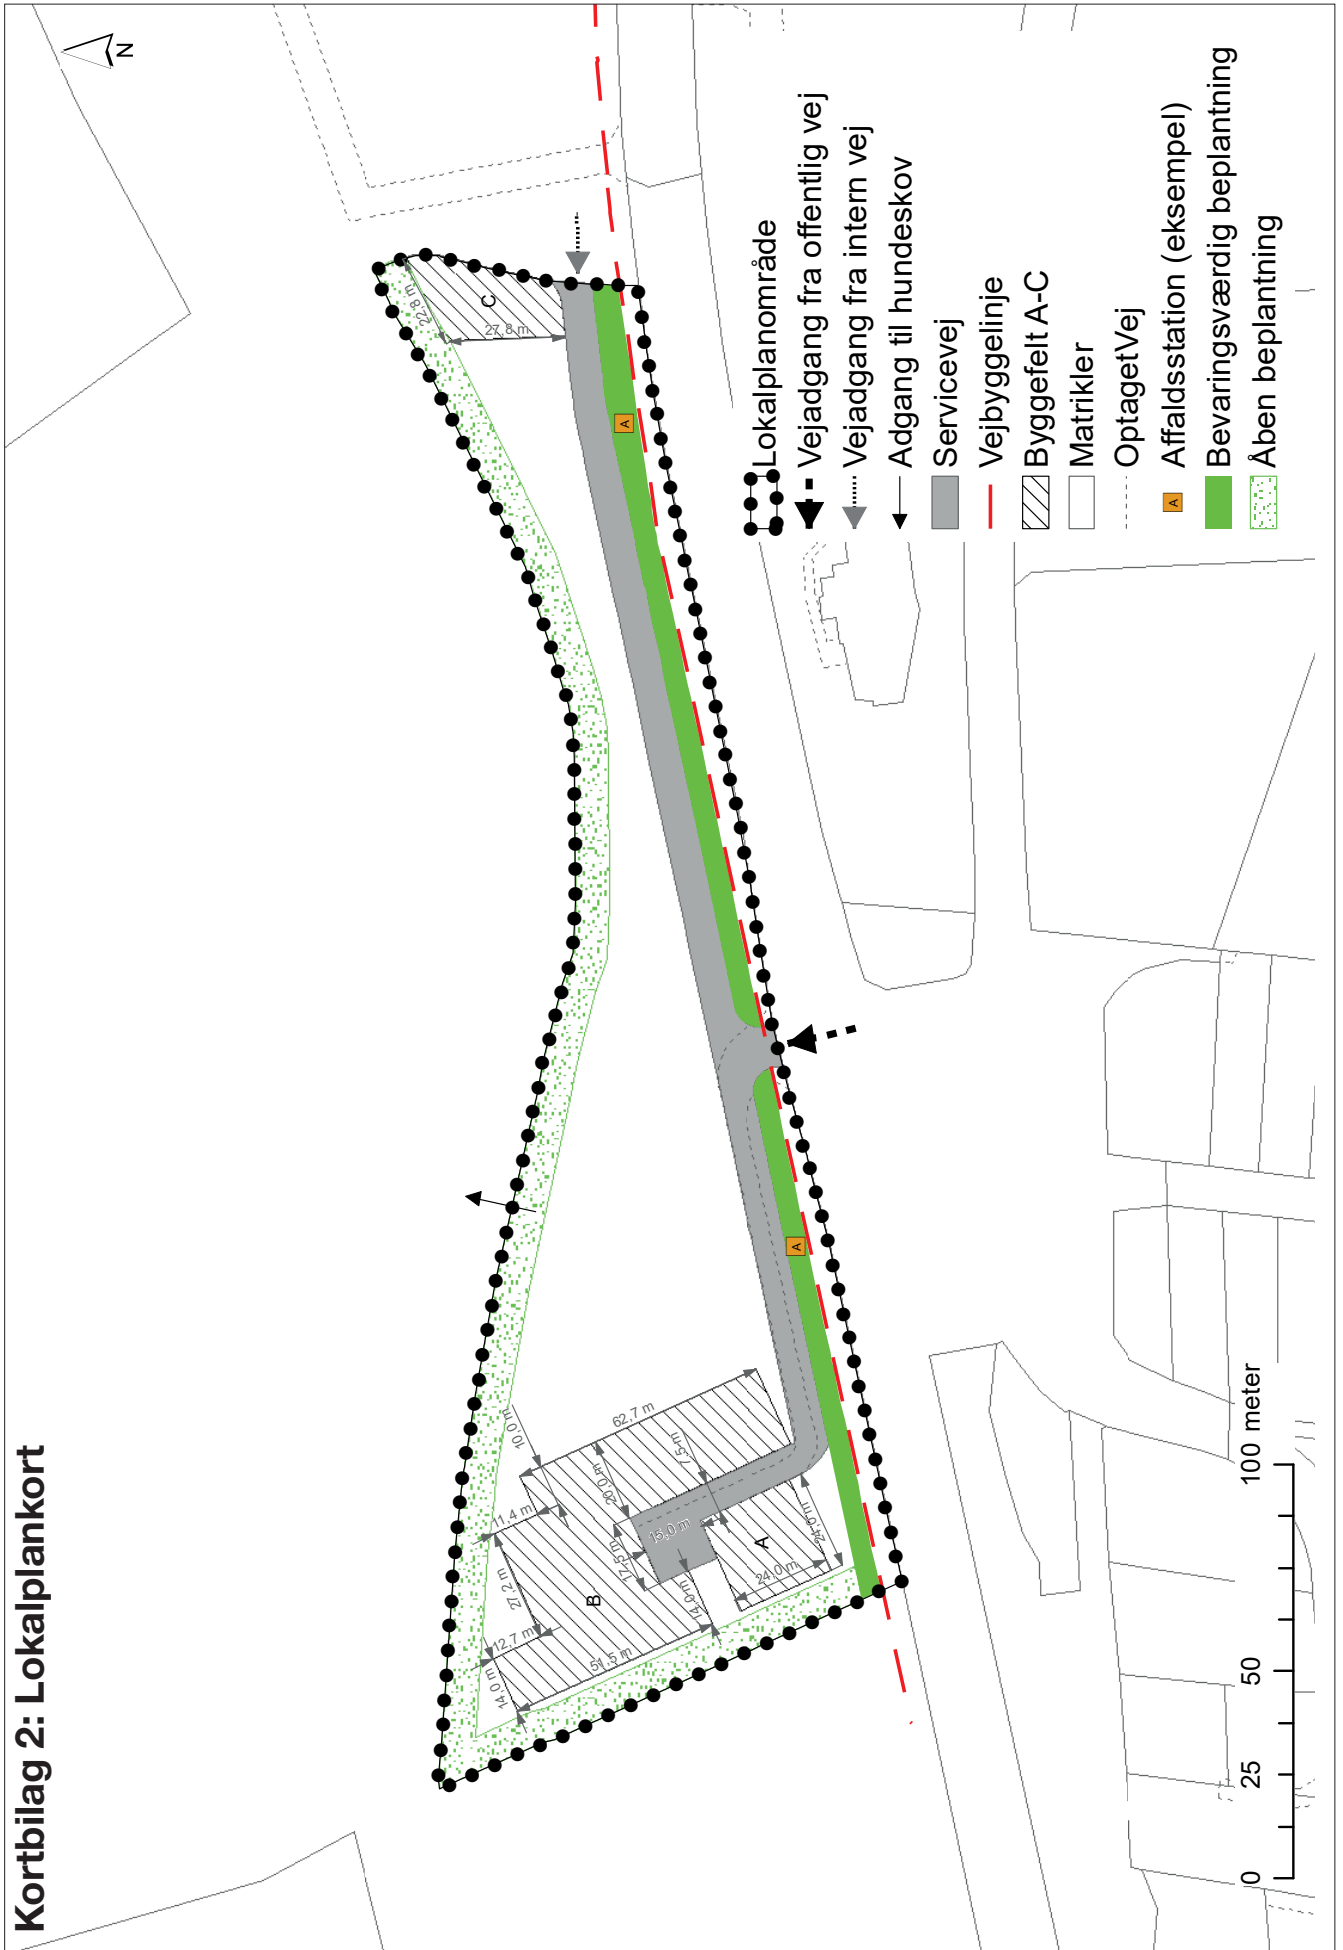 Kortbilag 2: Lokalplankort
N
22,8 m
C
27,8 m
A
A
10,0 m
62,7 m
11,4 m
20,0 m
7,5 m
27,2 m
17,5 m
15,0 m
B
A
24,0 m
24,0 m
12,7 m
14,0 m
14,0 m
51,5 m
Lokalplanområde
Vejadgang fra offentlig vej
Vejadgang fra intern vej
Adgang til hundeskov
Servicevej
Vejbyggelinje
Byggefelt A-C
Matrikler
OptagetVej
A Affaldsstation (eksempel)
Bevaringsværdig beplantning
Åben beplantning
0 25 50 100 meter